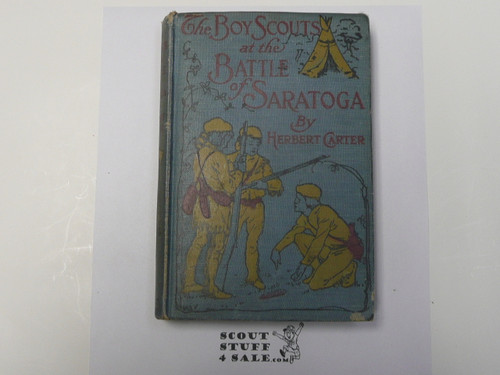 The Boy Scouts
at the
Battle
of Saratoga
By
Herbert Carter
SCOUT
STUFF
4 SALE.com